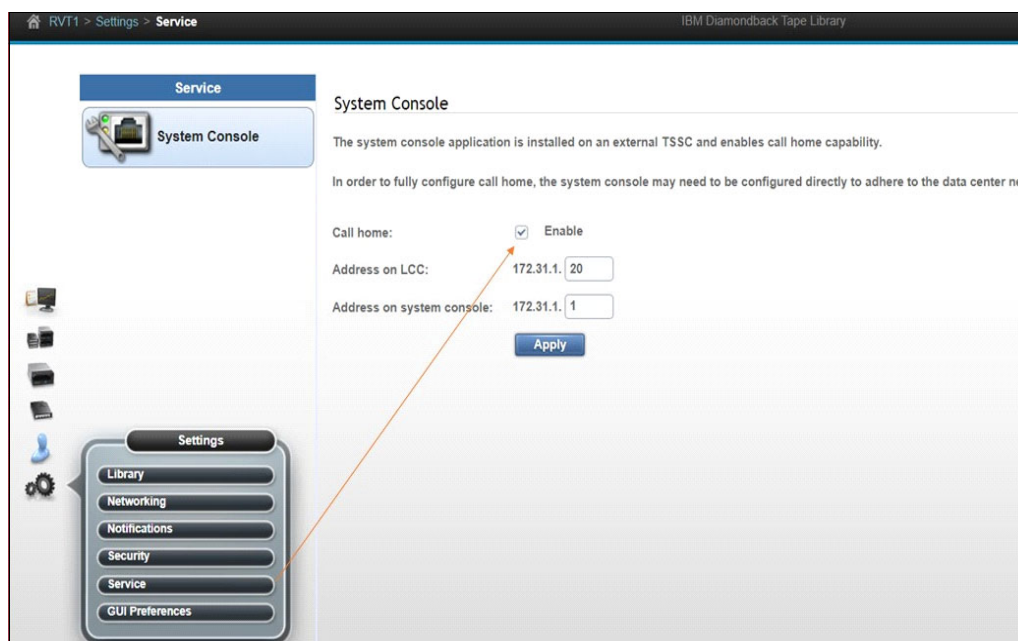 RVT1 > Settings > Service
IBM Diamondback Tape Library
Service
System Console
System Console
The system console application is installed on an external TSSC and enables call home capability.
In order to fully configure call home, the system console may need to be configured directly to adhere to the data center
Call home: Enable
Address on LCC: 172.31.1. 20
Address on system console: 172.31.1. 1
Apply
Settings
Library
Networking
Notifications
Security
Service
GUI Preferences